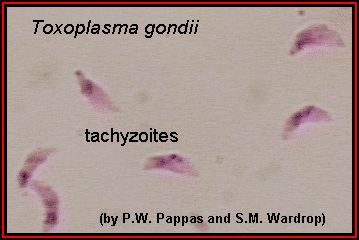 Toxoplasma gondii
tachyzoites
(by P.W. Pappas and S.M. Wardrop)